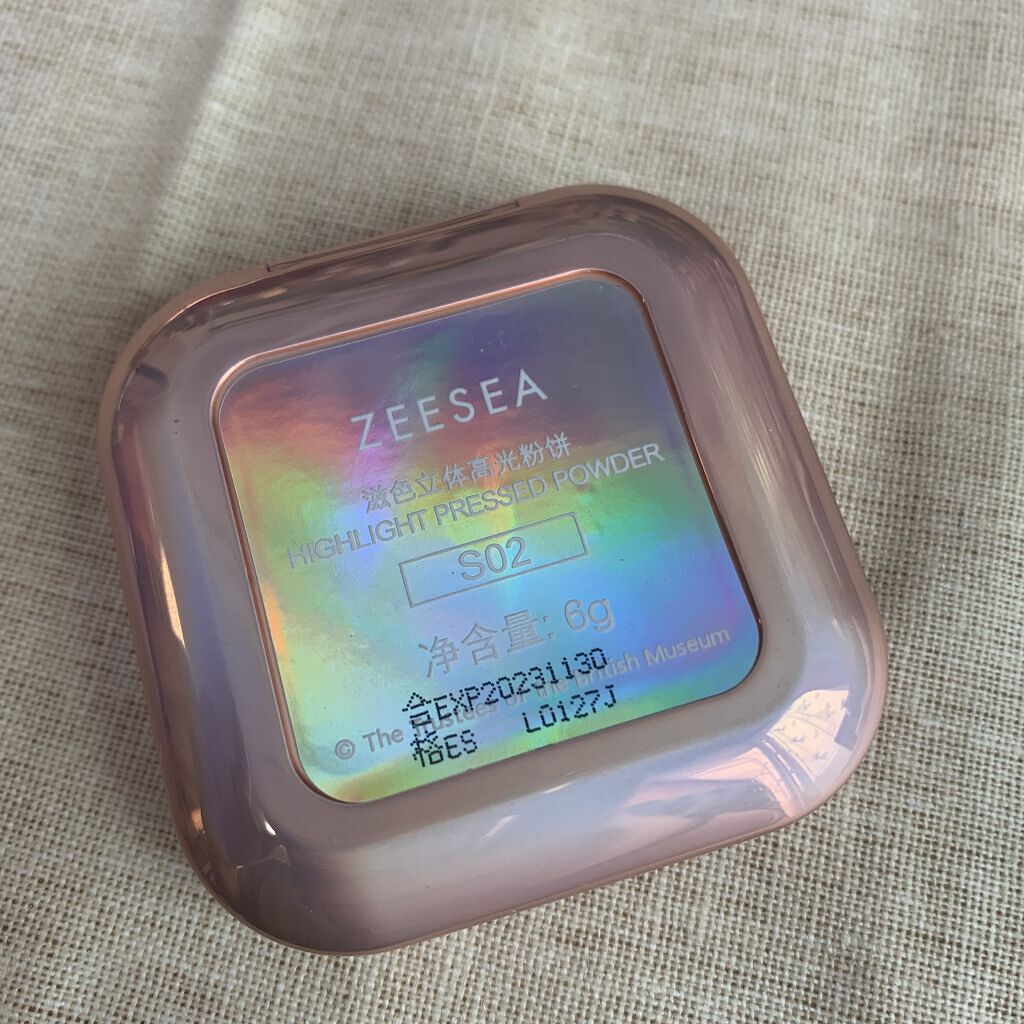 ZEESEA
滋色立体高光粉饼
HIGHLIGHT PRESSED POWDER
S02
净含量: 6g
© The Trustees of the British Museum
合EXP20231130
格ES L0127J